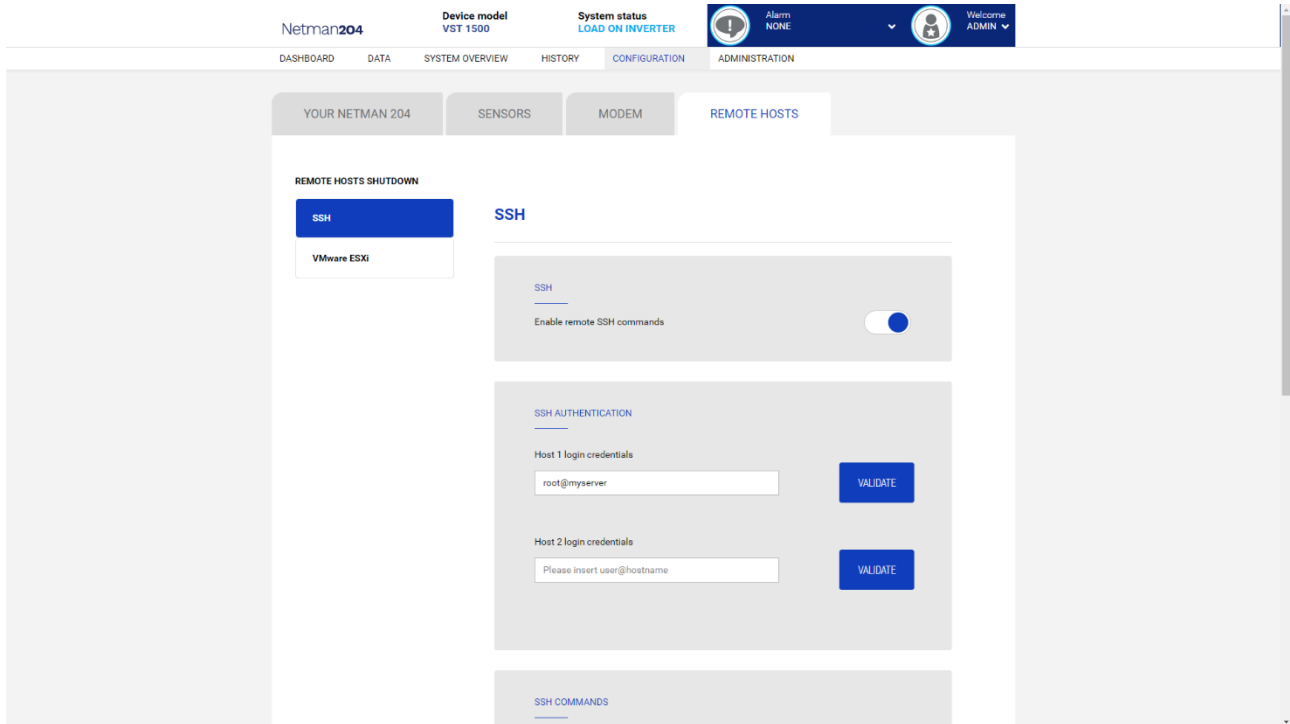 Netman204
Device model
VST 1500
System status
LOAD ON INVERTER
Alarm
NONE
Welcome
ADMIN
DASHBOARD DATA SYSTEM OVERVIEW HISTORY CONFIGURATION ADMINISTRATION
YOUR NETMAN 204 SENSORS MODEM REMOTE HOSTS
REMOTE HOSTS SHUTDOWN
SSH
VMware ESXi
SSH
SSH
Enable remote SSH commands
SSH AUTHENTICATION
Host 1 login credentials
root@myserver VALIDATE
Host 2 login credentials
Please insert user@hostname VALIDATE
SSH COMMANDS